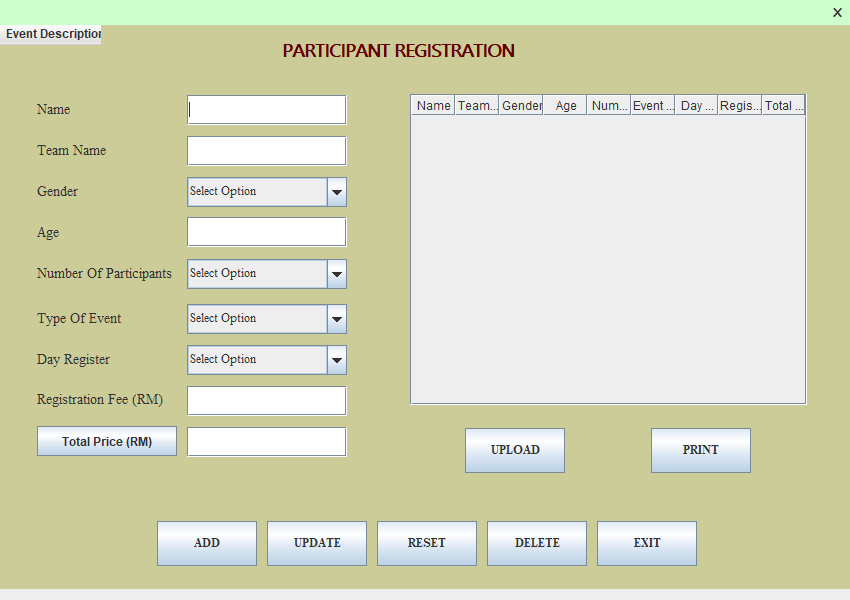 x
Event Description
PARTICIPANT REGISTRATION
Name
Team Name
Gender Select Option
Age
Number Of Participants Select Option
Type Of Event Select Option
Day Register Select Option
Registration Fee (RM)
Total Price (RM)
Name Team... Gender Age Num... Event ... Day ... Regis... Total ...
UPLOAD PRINT
ADD UPDATE RESET DELETE EXIT